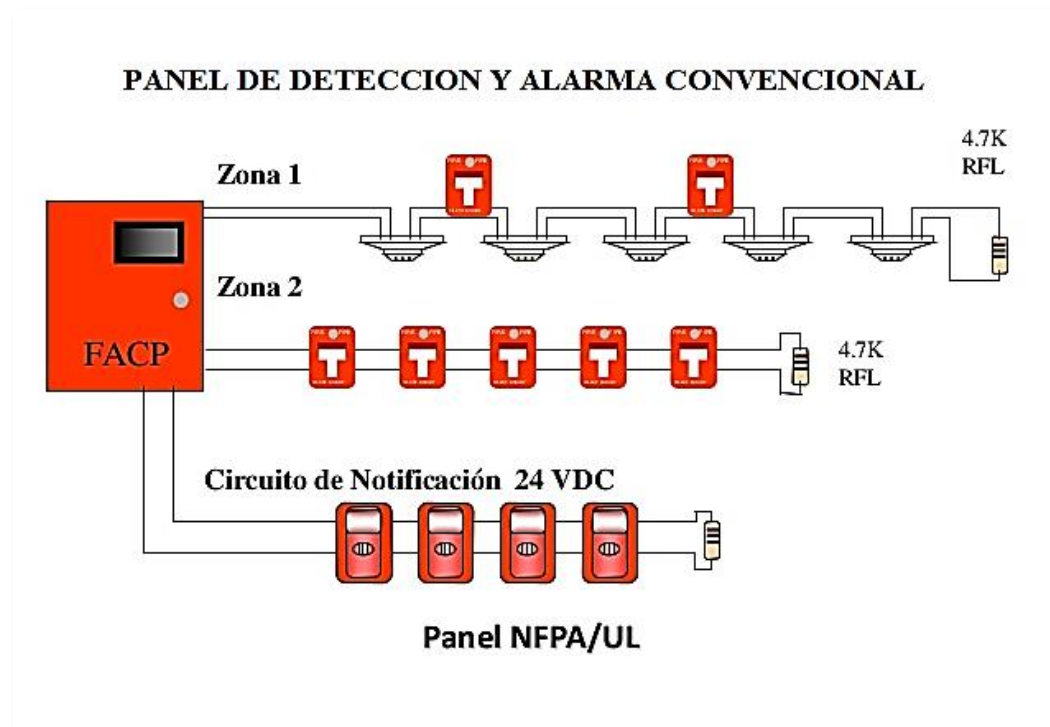 PANEL DE DETECCION Y ALARMA CONVENCIONAL
4.7K
RFL
Zona 1
Zona 2
FACP
4.7K
RFL
Circuito de Notificación 24 VDC
Panel NFPA/UL